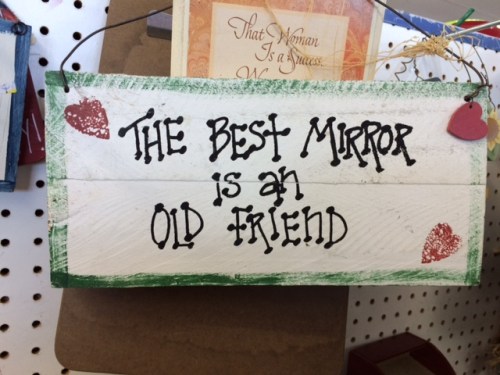 That Woman
Is a Success
THE BEST MIRROR
IS an
OLD FRIEND